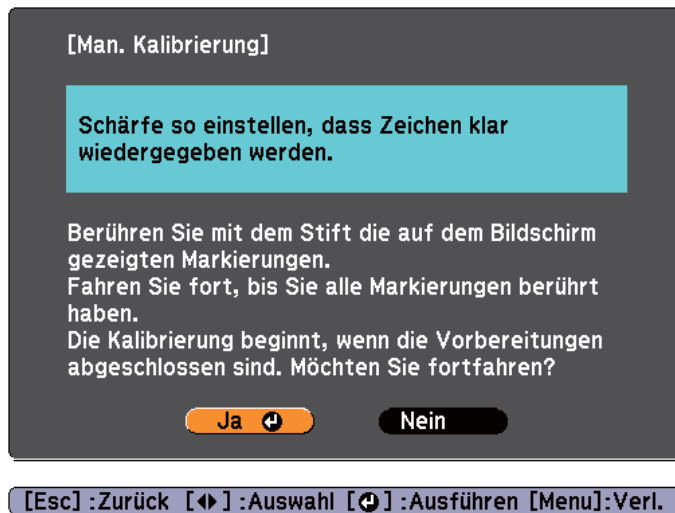 [Man. Kalibrierung]
Schärfe so einstellen, dass Zeichen klar
wiedergegeben werden.
Berühren Sie mit dem Stift die auf dem Bildschirm
gezeigten Markierungen.
Fahren Sie fort, bis Sie alle Markierungen berührt
haben.
Die Kalibrierung beginnt, wenn die Vorbereitungen
abgeschlossen sind. Möchten Sie fortfahren?
Ja Nein
[Esc] :Zurück [◆] :Auswahl [⏎] :Ausführen [Menu]:Verl.